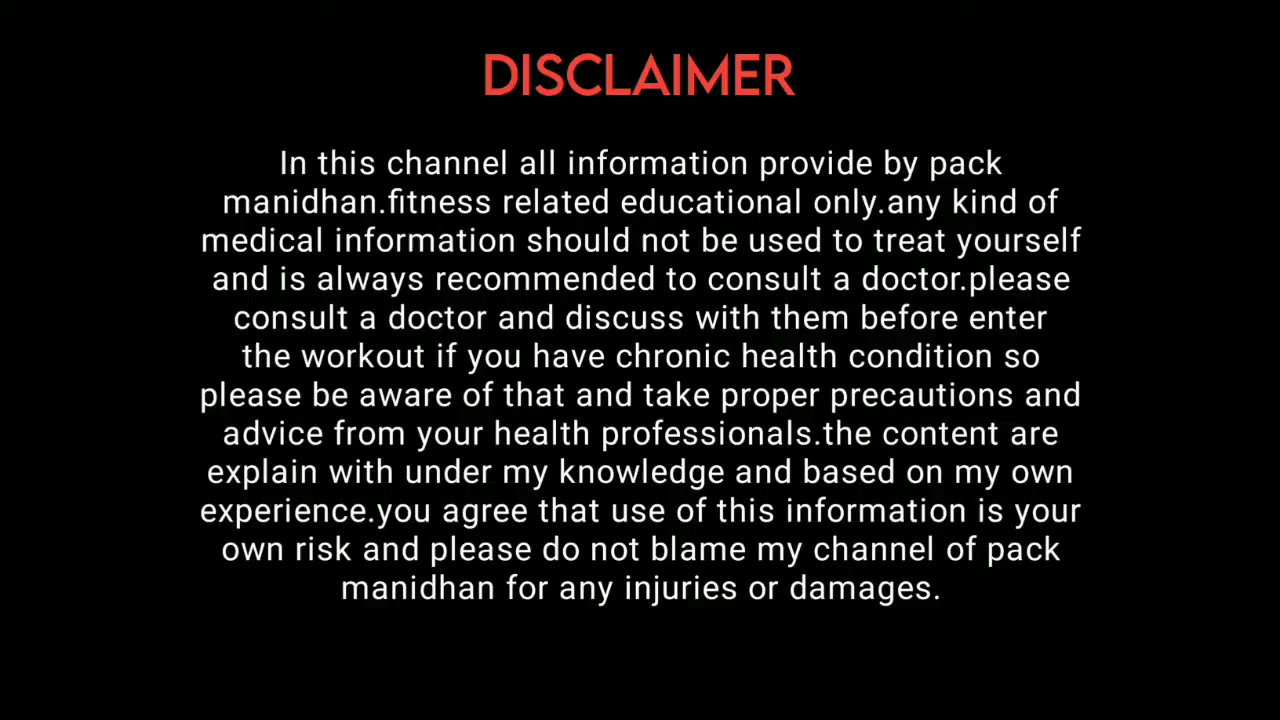 DISCLAIMER
In this channel all information provide by pack
manidhan.fitness related educational only.any kind of
medical information should not be used to treat yourself
and is always recommended to consult a doctor.please
consult a doctor and discuss with them before enter
the workout if you have chronic health condition so
please be aware of that and take proper precautions and
advice from your health professionals.the content are
explain with under my knowledge and based on my own
experience.you agree that use of this information is your
own risk and please do not blame my channel of pack
manidhan for any injuries or damages.